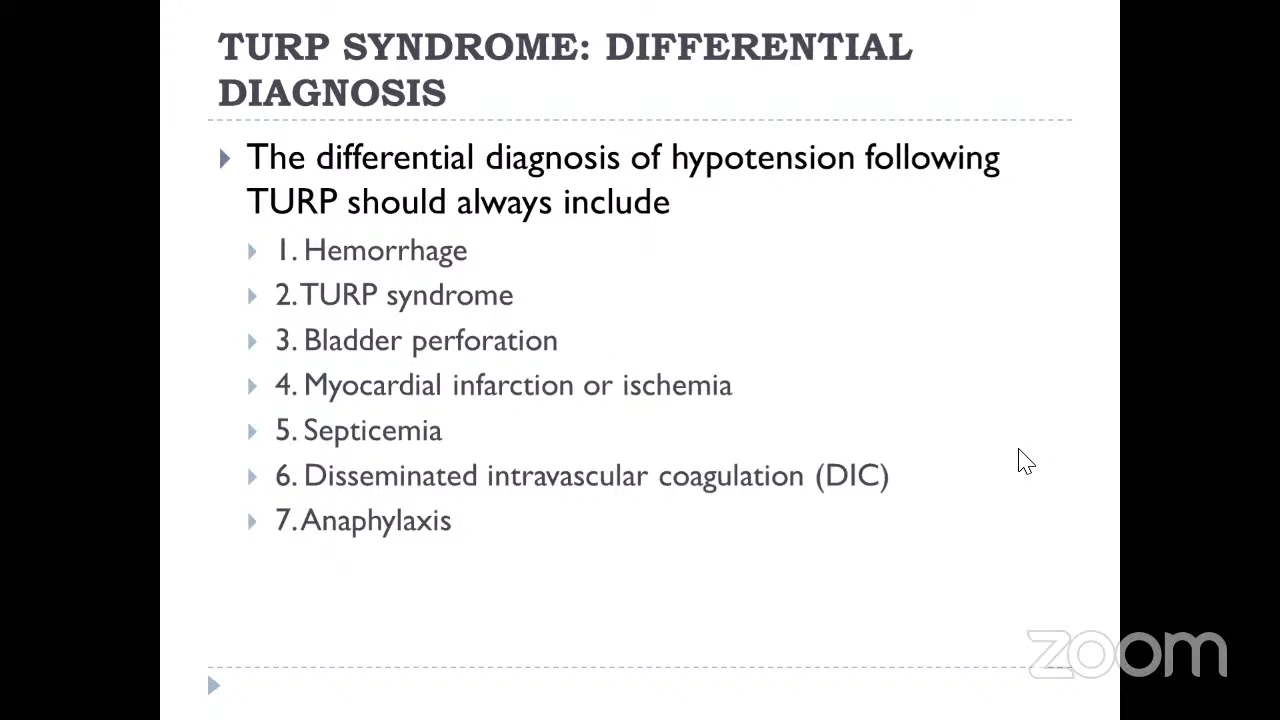 TURP SYNDROME: DIFFERENTIAL
DIAGNOSIS
The differential diagnosis of hypotension following
TURP should always include
1. Hemorrhage
2. TURP syndrome
3. Bladder perforation
4. Myocardial infarction or ischemia
5. Septicemia
6. Disseminated intravascular coagulation (DIC)
7. Anaphylaxis
zoom